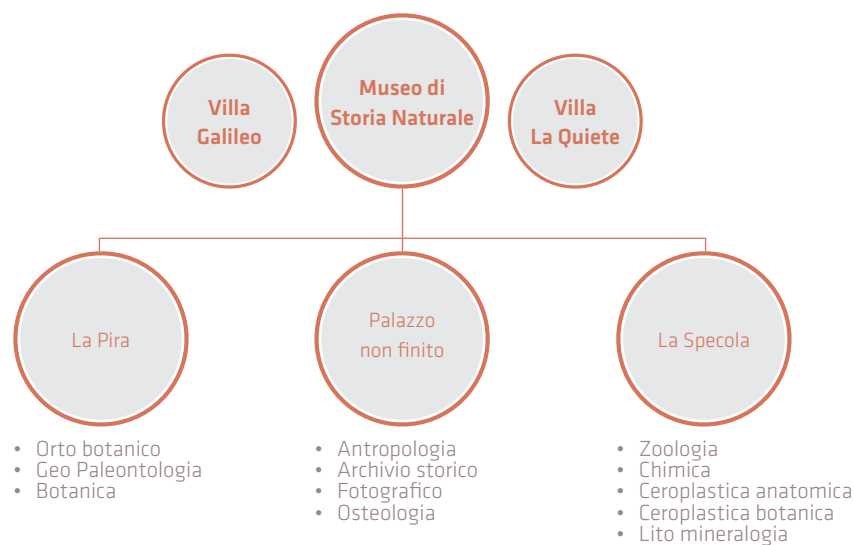 Villa
Galileo
Museo di
Storia Naturale
Villa
La Quiete
La Pira
Palazzo
non finito
La Specola
• Orto botanico
• Geo Paleontologia
• Botanica
• Antropologia
• Archivio storico
• Fotografico
• Osteologia
• Zoologia
• Chimica
• Ceroplastica anatomica
• Ceroplastica botanica
• Lito mineralogia